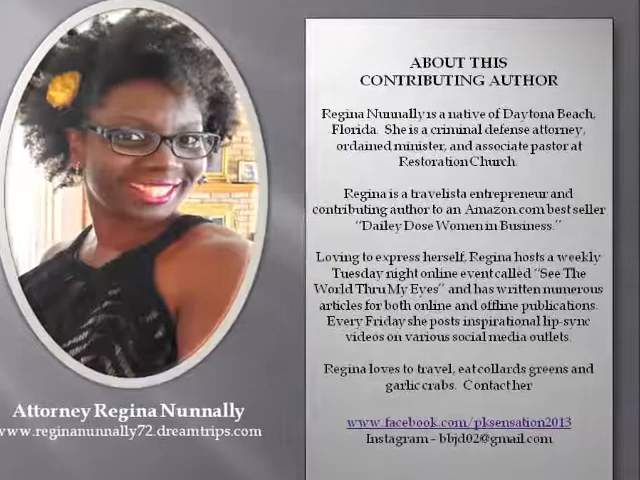 ABOUT THIS
CONTRIBUTING AUTHOR
Regina Nunnally is a native of Daytona Beach,
Florida. She is a criminal defense attorney,
ordained minister, and associate pastor at
Restoration Church.
Regina is a travelista entrepreneur and
contributing author to an Amazon.com best seller
"Dailey Dose Women in Business."
Loving to express herself, Regina hosts a weekly
Tuesday night online event called "See The
World Thru My Eyes" and has written numerous
articles for both online and offline publications.
Every Friday she posts inspirational lip-sync
videos on various social media outlets.
Regina loves to travel, eat collards greens and
garlic crabs. Contact her
www.facebook.com/pksensation2013
Instagram - bbjd02@gmail.com
Attorney Regina Nunnally
www.reginanunnally72.dreamtrips.com